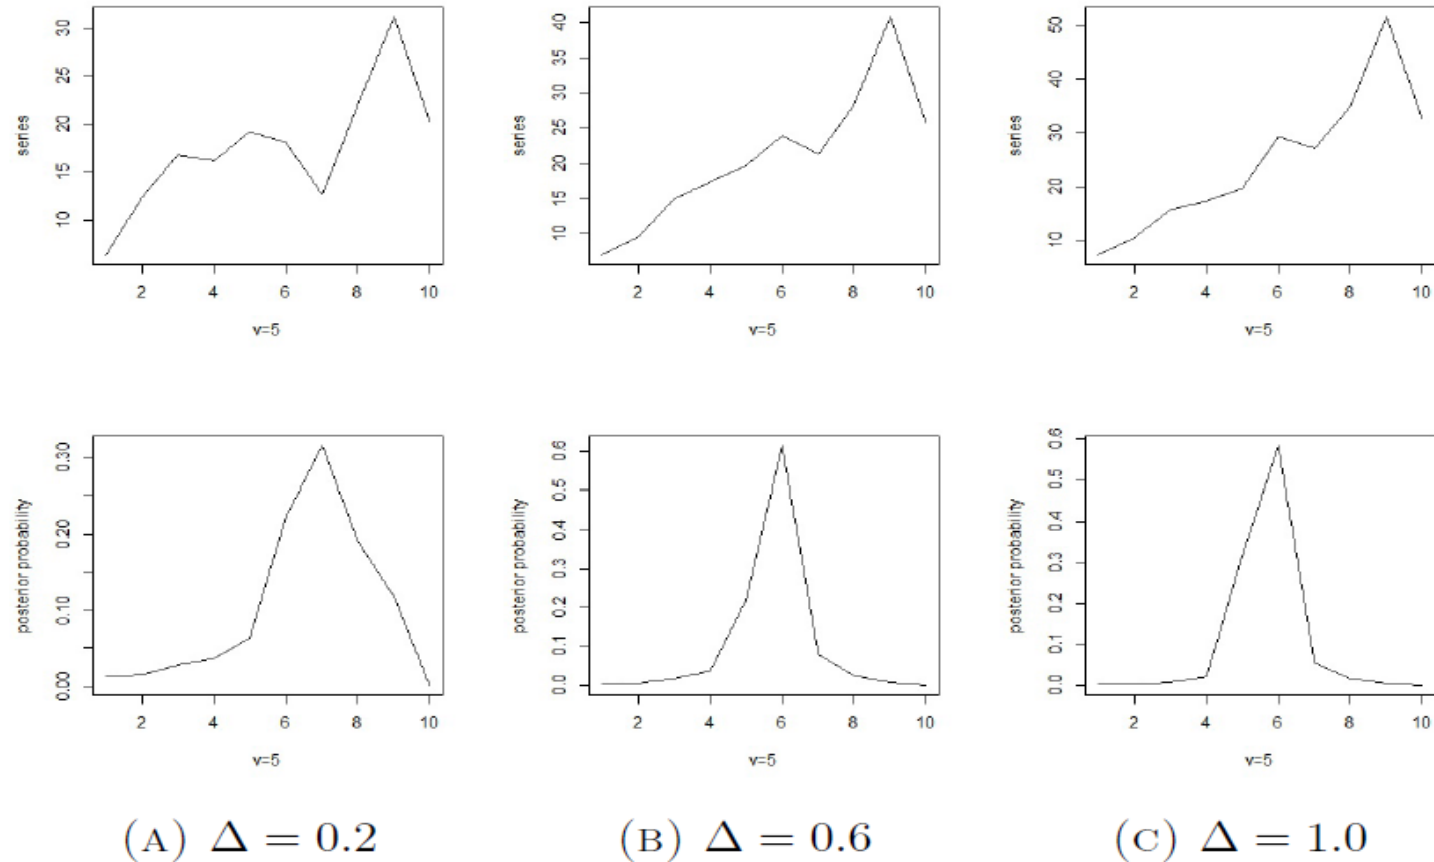 series
30
25
20
15
10
2 4 6 8 10
v=5
series
40
35
30
25
20
15
10
2 4 6 8 10
v=5
series
50
40
30
20
10
2 4 6 8 10
v=5
posterior probability
0.30
0.20
0.10
0.00
2 4 6 8 10
v=5
posterior probability
0.6
0.5
0.4
0.3
0.2
0.1
0.0
2 4 6 8 10
v=5
posterior probability
0.6
0.5
0.4
0.3
0.2
0.1
0.0
2 4 6 8 10
v=5
(A) Δ = 0.2
(B) Δ = 0.6
(C) Δ = 1.0